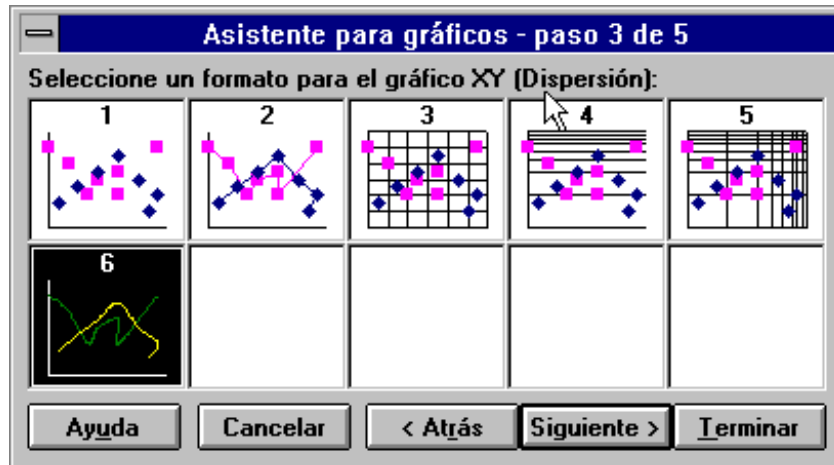 Asistente para gráficos - paso 3 de 5
Seleccione un formato para el gráfico XY (Dispersión):
1 2 3 4 5
6
Ayuda Cancelar < Atrás Siguiente > Terminar